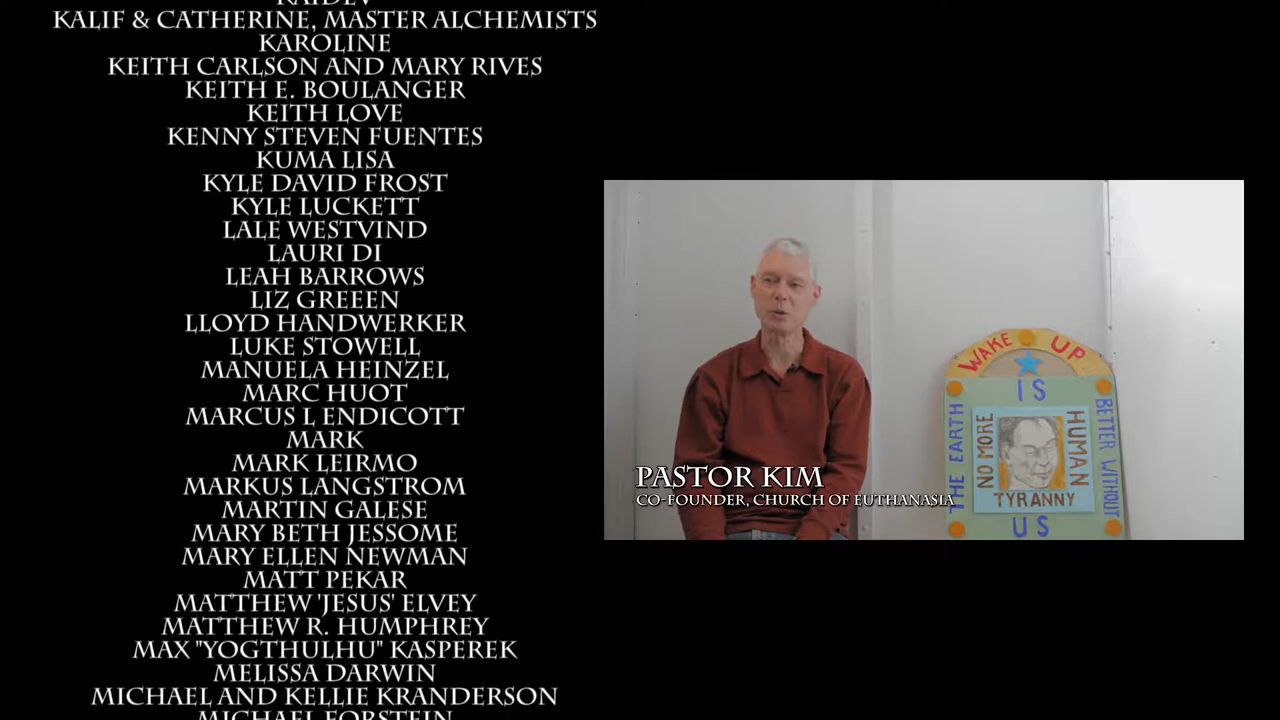 KALIF & CATHERINE, MASTER ALCHEMISTS
KAROLINE
KEITH CARLSON AND MARY RIVES
KEITH E. BOULANGER
KEITH LOVE
KENNY STEVEN FUENTES
KUMA LISA
KYLE DAVID FROST
KYLE LUCKETT
LALE WESTVIND
LAURI DI
LEAH BARROWS
LIZ GREEEN
LLOYD HANDWERKER
LUKE STOWELL
MANUELA HEINZEL
MARC HUOT
MARCUS L ENDICOTT
MARK
MARK LEIRMO
MARKUS LANGSTROM
MARTIN GALESE
MARY BETH JESSOME
MARY ELLEN NEWMAN
MATT PEKAR
MATTHEW 'JESUS' ELVEY
MATTHEW R. HUMPHREY
MAX "YOGTHULHU" KASPEREK
MELISSA DARWIN
MICHAEL AND KELLIE KRANDERSON
MICHAEL FORSTEIN
PASTOR KIM
CO-FOUNDER, CHURCH OF EUTHANASIA
WAKE UP
THE EARTH
IS
BETTER WITHOUT
US
NO MORE
HUMAN
TYRANNY